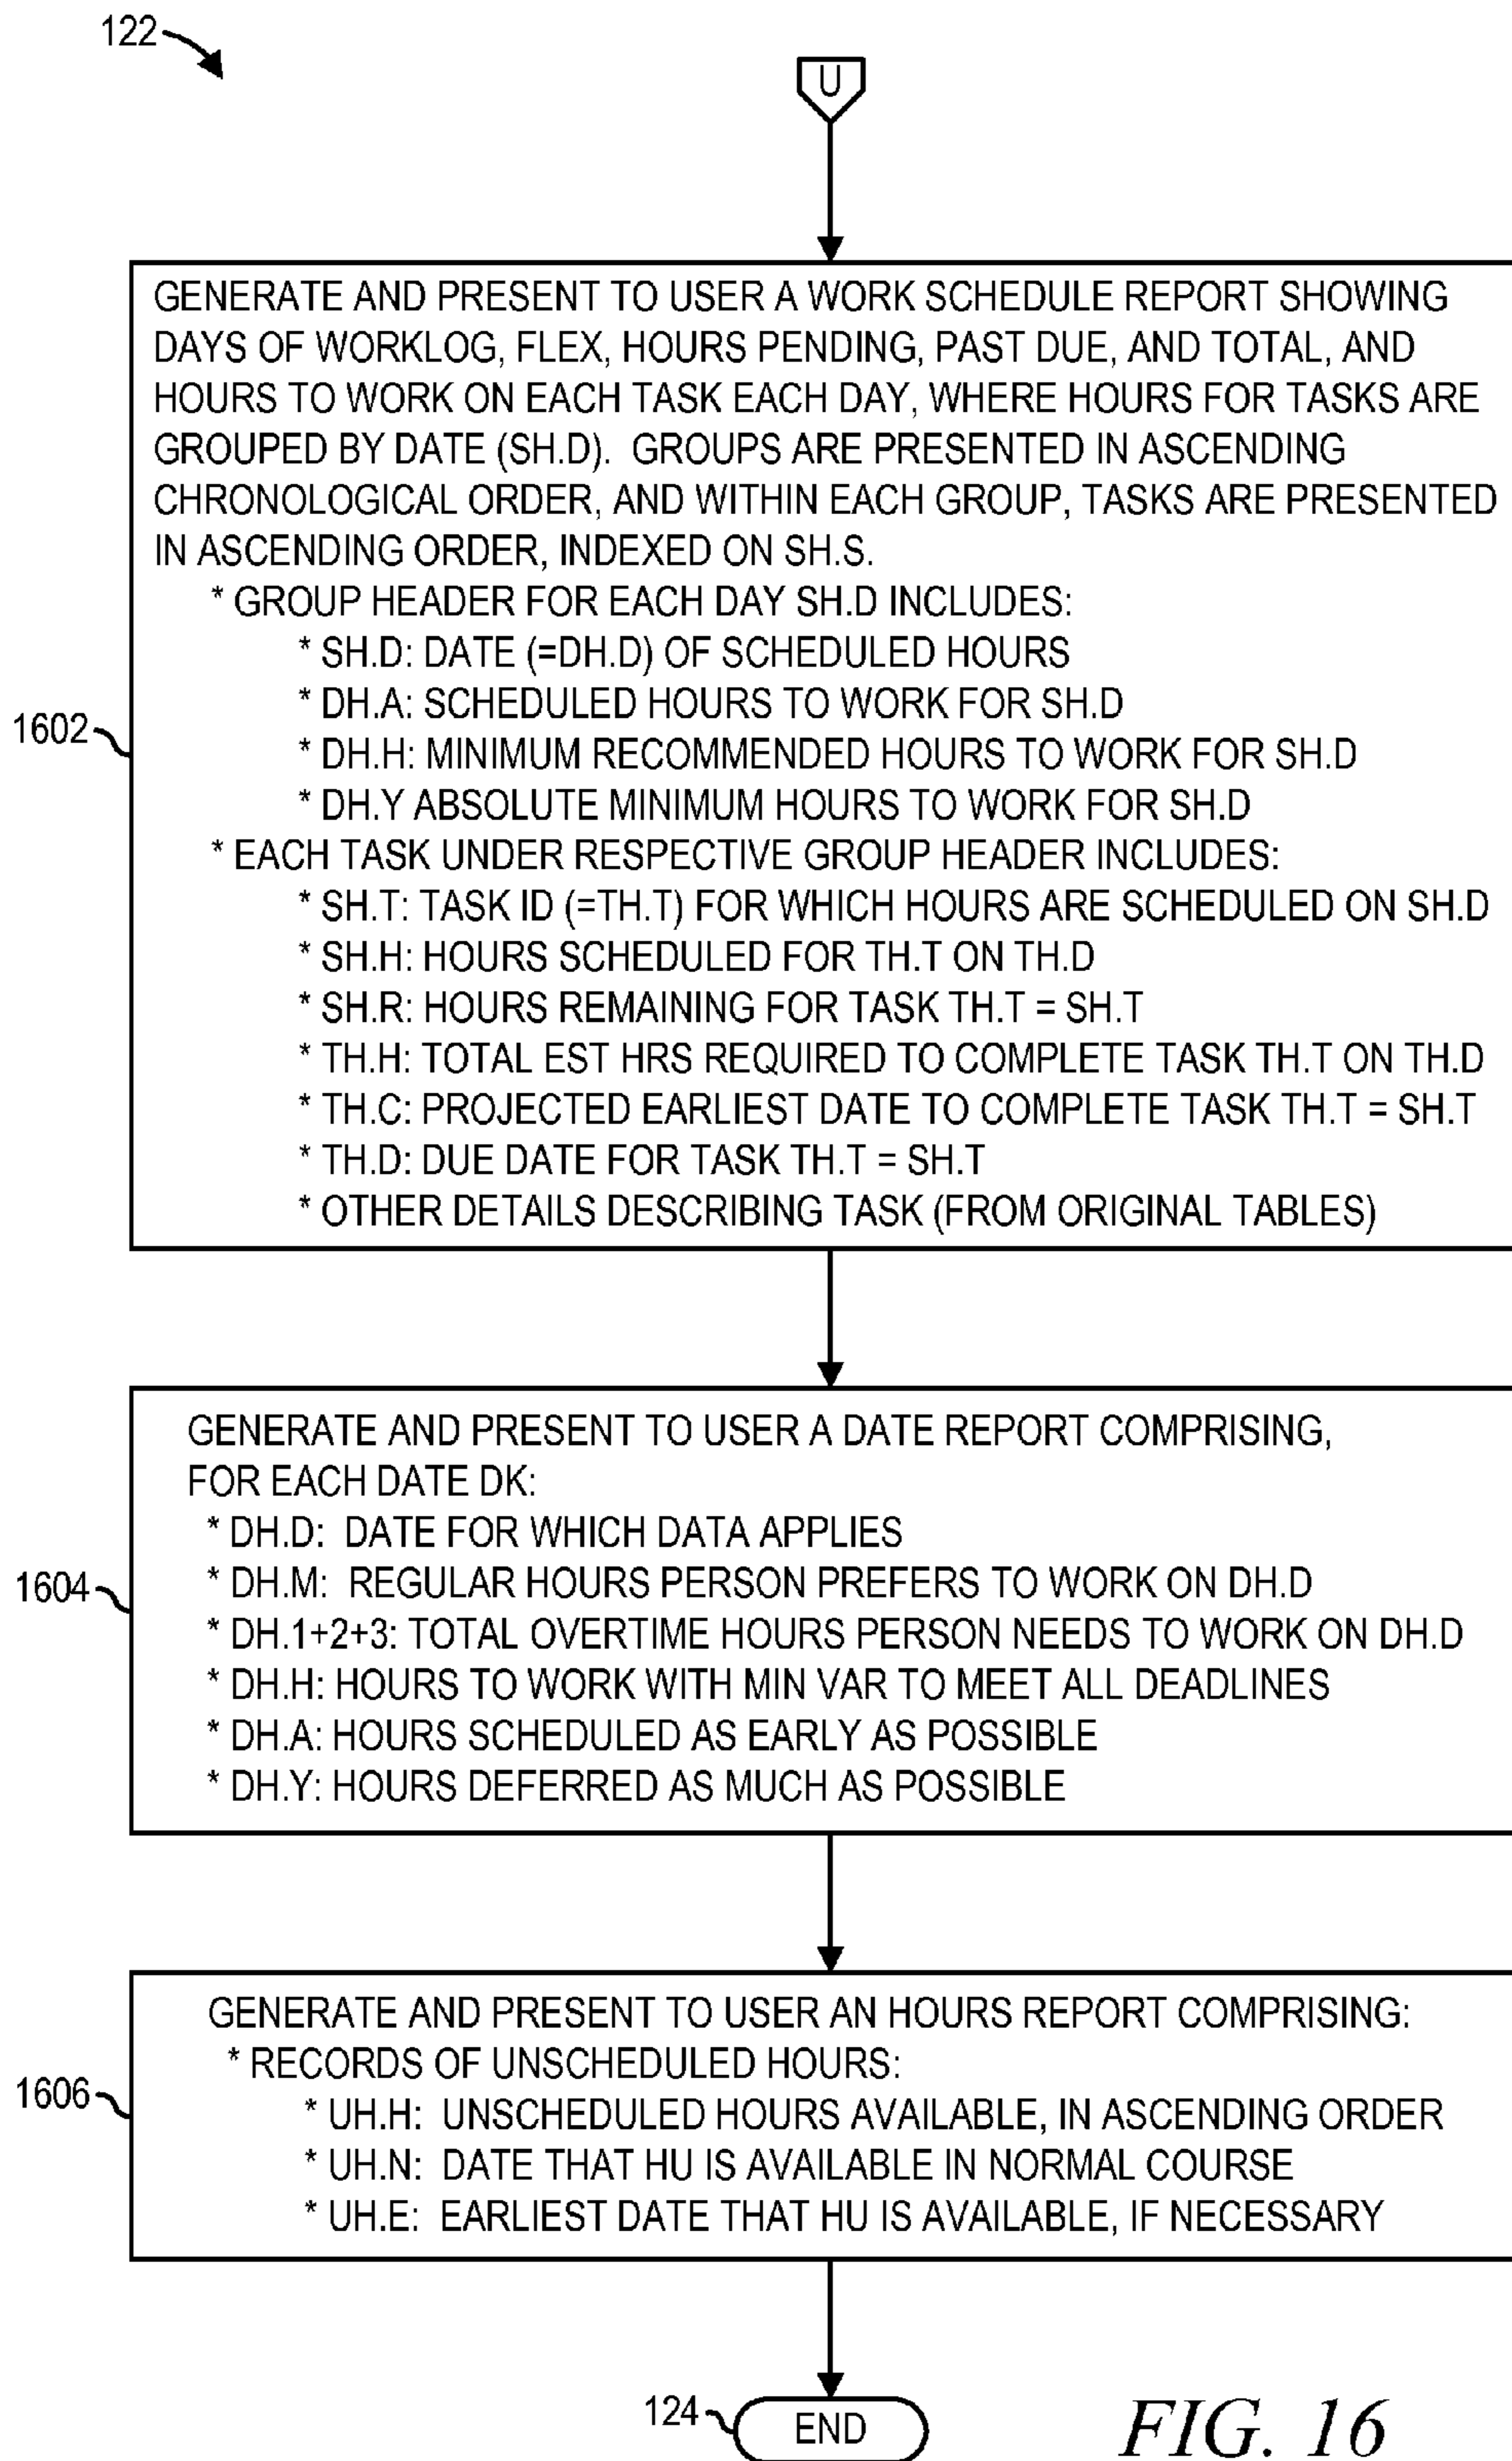 122
U
GENERATE AND PRESENT TO USER A WORK SCHEDULE REPORT SHOWING
DAYS OF WORKLOG, FLEX, HOURS PENDING, PAST DUE, AND TOTAL, AND
HOURS TO WORK ON EACH TASK EACH DAY, WHERE HOURS FOR TASKS ARE
GROUPED BY DATE (SH.D). GROUPS ARE PRESENTED IN ASCENDING
CHRONOLOGICAL ORDER, AND WITHIN EACH GROUP, TASKS ARE PRESENTED
IN ASCENDING ORDER, INDEXED ON SH.S.
* GROUP HEADER FOR EACH DAY SH.D INCLUDES:
* SH.D: DATE (=DH.D) OF SCHEDULED HOURS
* DH.A: SCHEDULED HOURS TO WORK FOR SH.D
* DH.H: MINIMUM RECOMMENDED HOURS TO WORK FOR SH.D
* DH.Y ABSOLUTE MINIMUM HOURS TO WORK FOR SH.D
* EACH TASK UNDER RESPECTIVE GROUP HEADER INCLUDES:
* SH.T: TASK ID (=TH.T) FOR WHICH HOURS ARE SCHEDULED ON SH.D
* SH.H: HOURS SCHEDULED FOR TH.T ON TH.D
* SH.R: HOURS REMAINING FOR TASK TH.T = SH.T
* TH.H: TOTAL EST HRS REQUIRED TO COMPLETE TASK TH.T ON TH.D
* TH.C: PROJECTED EARLIEST DATE TO COMPLETE TASK TH.T = SH.T
* TH.D: DUE DATE FOR TASK TH.T = SH.T
* OTHER DETAILS DESCRIBING TASK (FROM ORIGINAL TABLES)
1602
GENERATE AND PRESENT TO USER A DATE REPORT COMPRISING,
FOR EACH DATE DK:
* DH.D: DATE FOR WHICH DATA APPLIES
* DH.M: REGULAR HOURS PERSON PREFERS TO WORK ON DH.D
* DH.1+2+3: TOTAL OVERTIME HOURS PERSON NEEDS TO WORK ON DH.D
* DH.H: HOURS TO WORK WITH MIN VAR TO MEET ALL DEADLINES
* DH.A: HOURS SCHEDULED AS EARLY AS POSSIBLE
* DH.Y: HOURS DEFERRED AS MUCH AS POSSIBLE
1604
GENERATE AND PRESENT TO USER AN HOURS REPORT COMPRISING:
* RECORDS OF UNSCHEDULED HOURS:
* UH.H: UNSCHEDULED HOURS AVAILABLE, IN ASCENDING ORDER
* UH.N: DATE THAT HU IS AVAILABLE IN NORMAL COURSE
* UH.E: EARLIEST DATE THAT HU IS AVAILABLE, IF NECESSARY
1606
124
END
FIG. 16